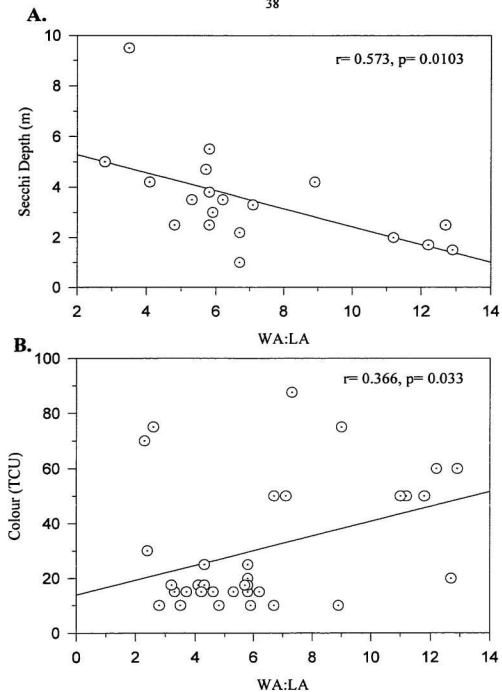 38
A.
r= 0.573, p= 0.0103
10
8
6
4
2
0
Secchi Depth (m)
2 4 6 8 10 12 14
WA:LA
B.
r= 0.366, p= 0.033
100
80
60
40
20
0
Colour (TCU)
0 2 4 6 8 10 12 14
WA:LA